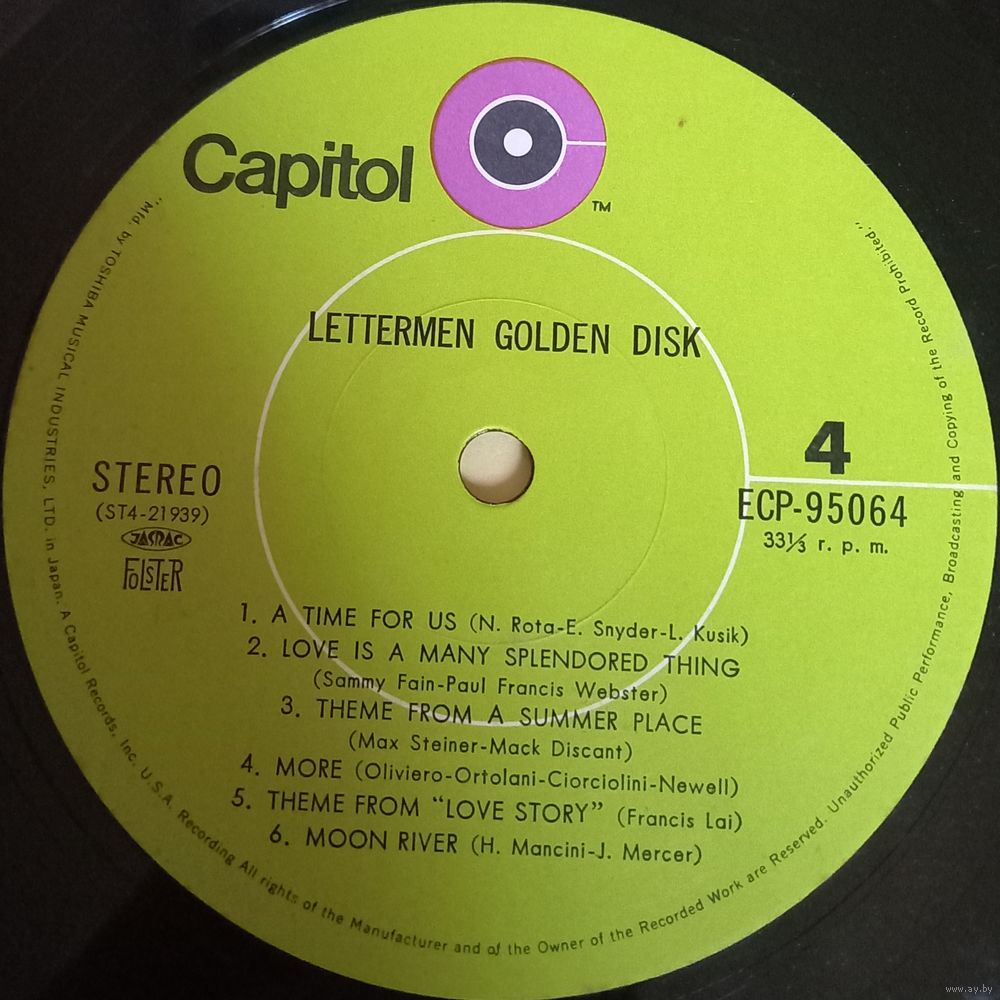 Capitol
TM
LETTERMEN GOLDEN DISK
STEREO
(ST4-21939)
JASRAC
FOLSTER
4
ECP-95064
33⅓ r. p. m.
1. A TIME FOR US (N. Rota-E. Snyder-L. Kusik)
2. LOVE IS A MANY SPLENDORED THING
(Sammy Fain-Paul Francis Webster)
3. THEME FROM A SUMMER PLACE
(Max Steiner-Mack Discant)
4. MORE (Oliviero-Ortolani-Ciorciolini-Newell)
5. THEME FROM “LOVE STORY” (Francis Lai)
6. MOON RIVER (H. Mancini-J. Mercer)
"Mfd. by TOSHIBA MUSICAL INDUSTRIES, LTD. in Japan. A Capitol Records, Inc. U.S.A. Recording All rights of the Manufacturer and of the Owner of the Recorded Work are Reserved. Unauthorized Public Performance, Broadcasting and Copying of the Record Prohibited."
www.ay.by